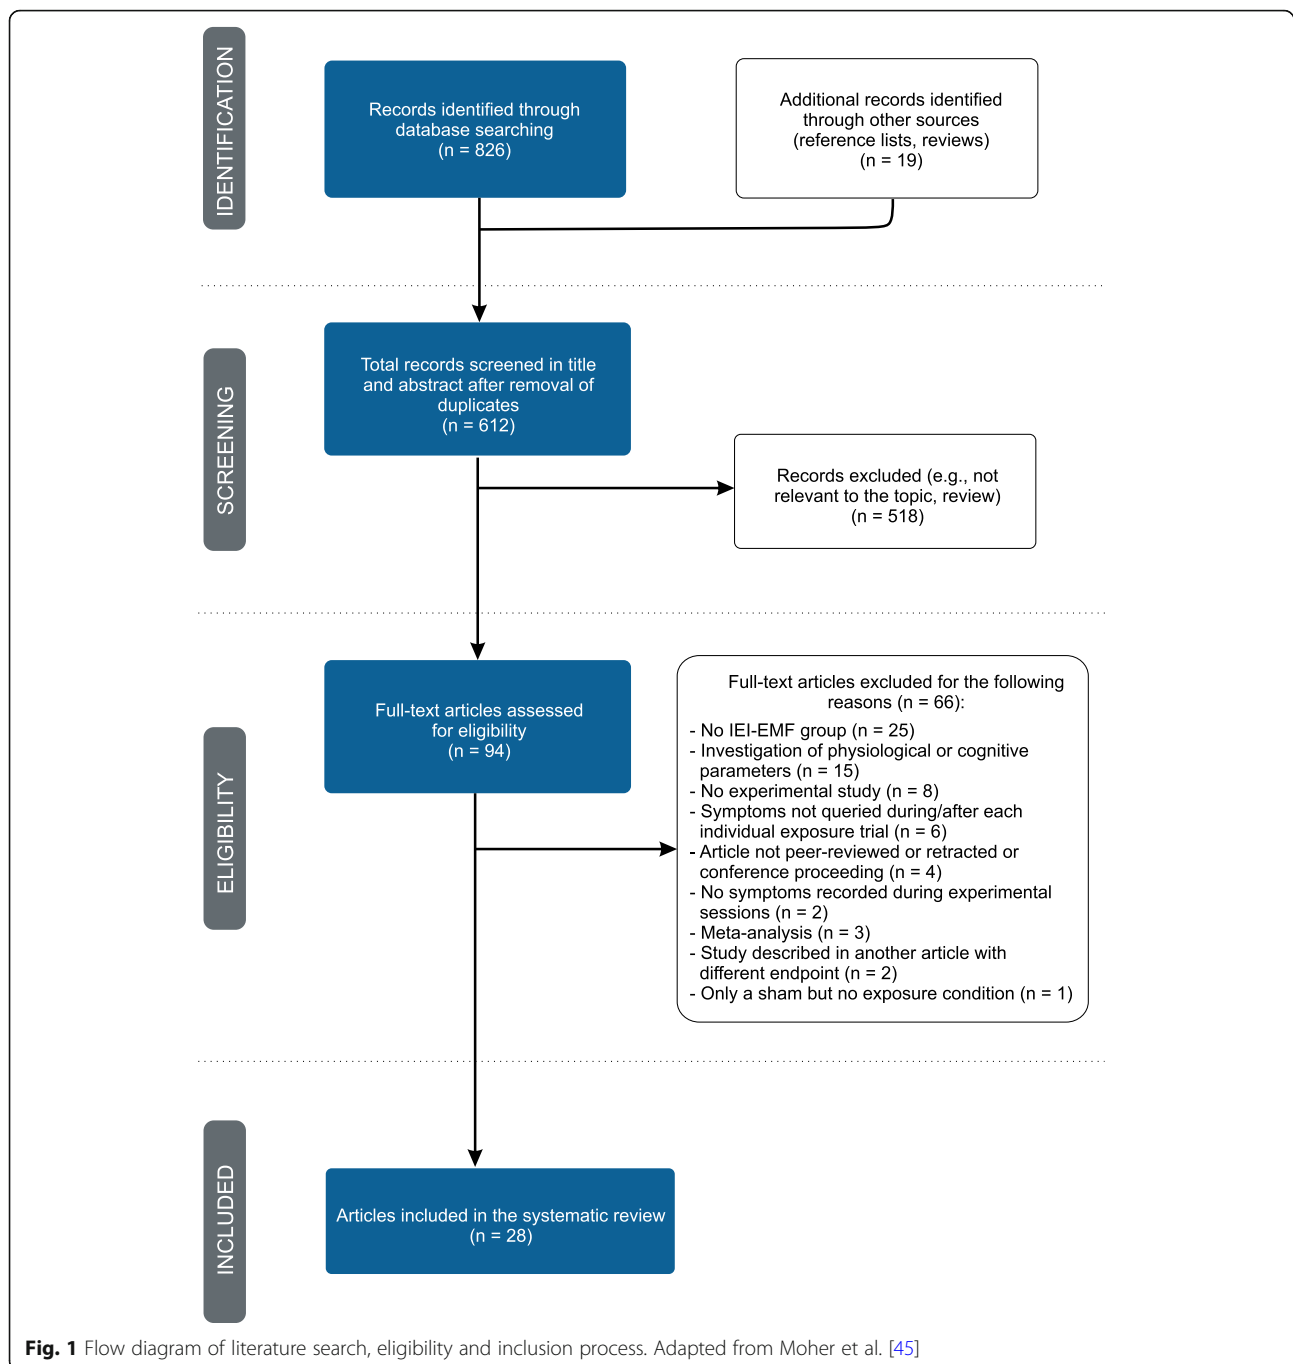 IDENTIFICATION
Records identified through
database searching
(n = 826)
Additional records identified
through other sources
(reference lists, reviews)
(n = 19)
SCREENING
Total records screened in title
and abstract after removal of
duplicates
(n = 612)
Records excluded (e.g., not
relevant to the topic, review)
(n = 518)
ELIGIBILITY
Full-text articles assessed
for eligibility
(n = 94)
Full-text articles excluded for the following
reasons (n = 66):
- No IEI-EMF group (n = 25)
- Investigation of physiological or cognitive
parameters (n = 15)
- No experimental study (n = 8)
- Symptoms not queried during/after each
individual exposure trial (n = 6)
- Article not peer-reviewed or retracted or
conference proceeding (n = 4)
- No symptoms recorded during experimental
sessions (n = 2)
- Meta-analysis (n = 3)
- Study described in another article with
different endpoint (n = 2)
- Only a sham but no exposure condition (n = 1)
INCLUDED
Articles included in the systematic review
(n = 28)
Fig. 1 Flow diagram of literature search, eligibility and inclusion process. Adapted from Moher et al. [45]